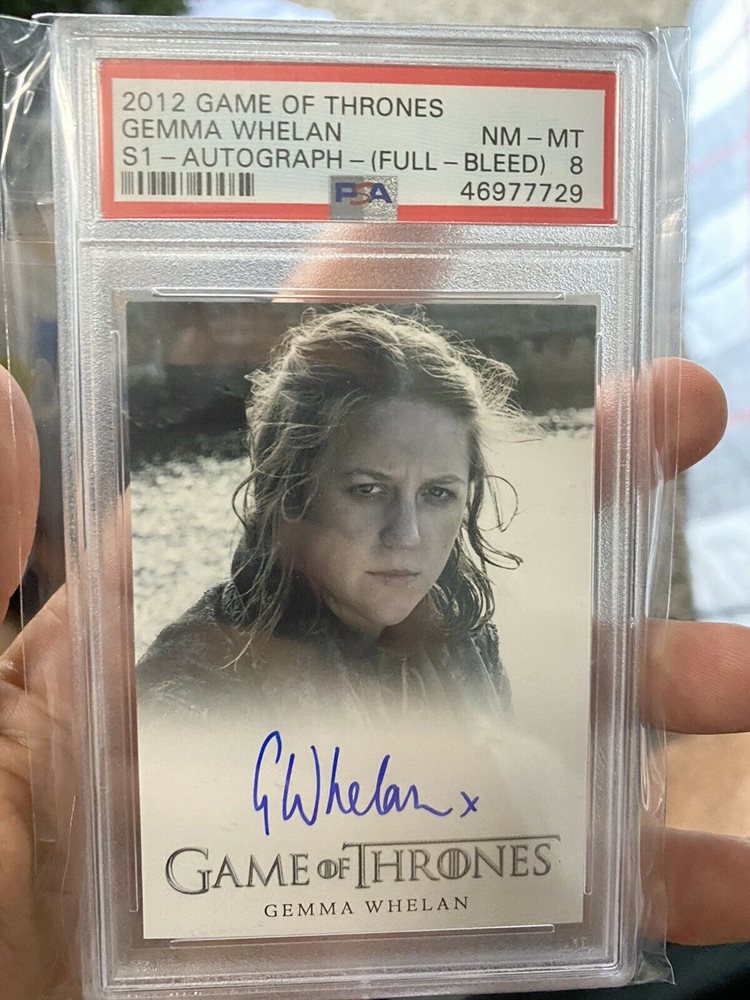 2012 GAME OF THRONES
GEMMA WHELAN NM-MT
S1-AUTOGRAPH-(FULL-BLEED) 8
PSA 46977729
GWhelan x
GAME OF THRONES
GEMMA WHELAN